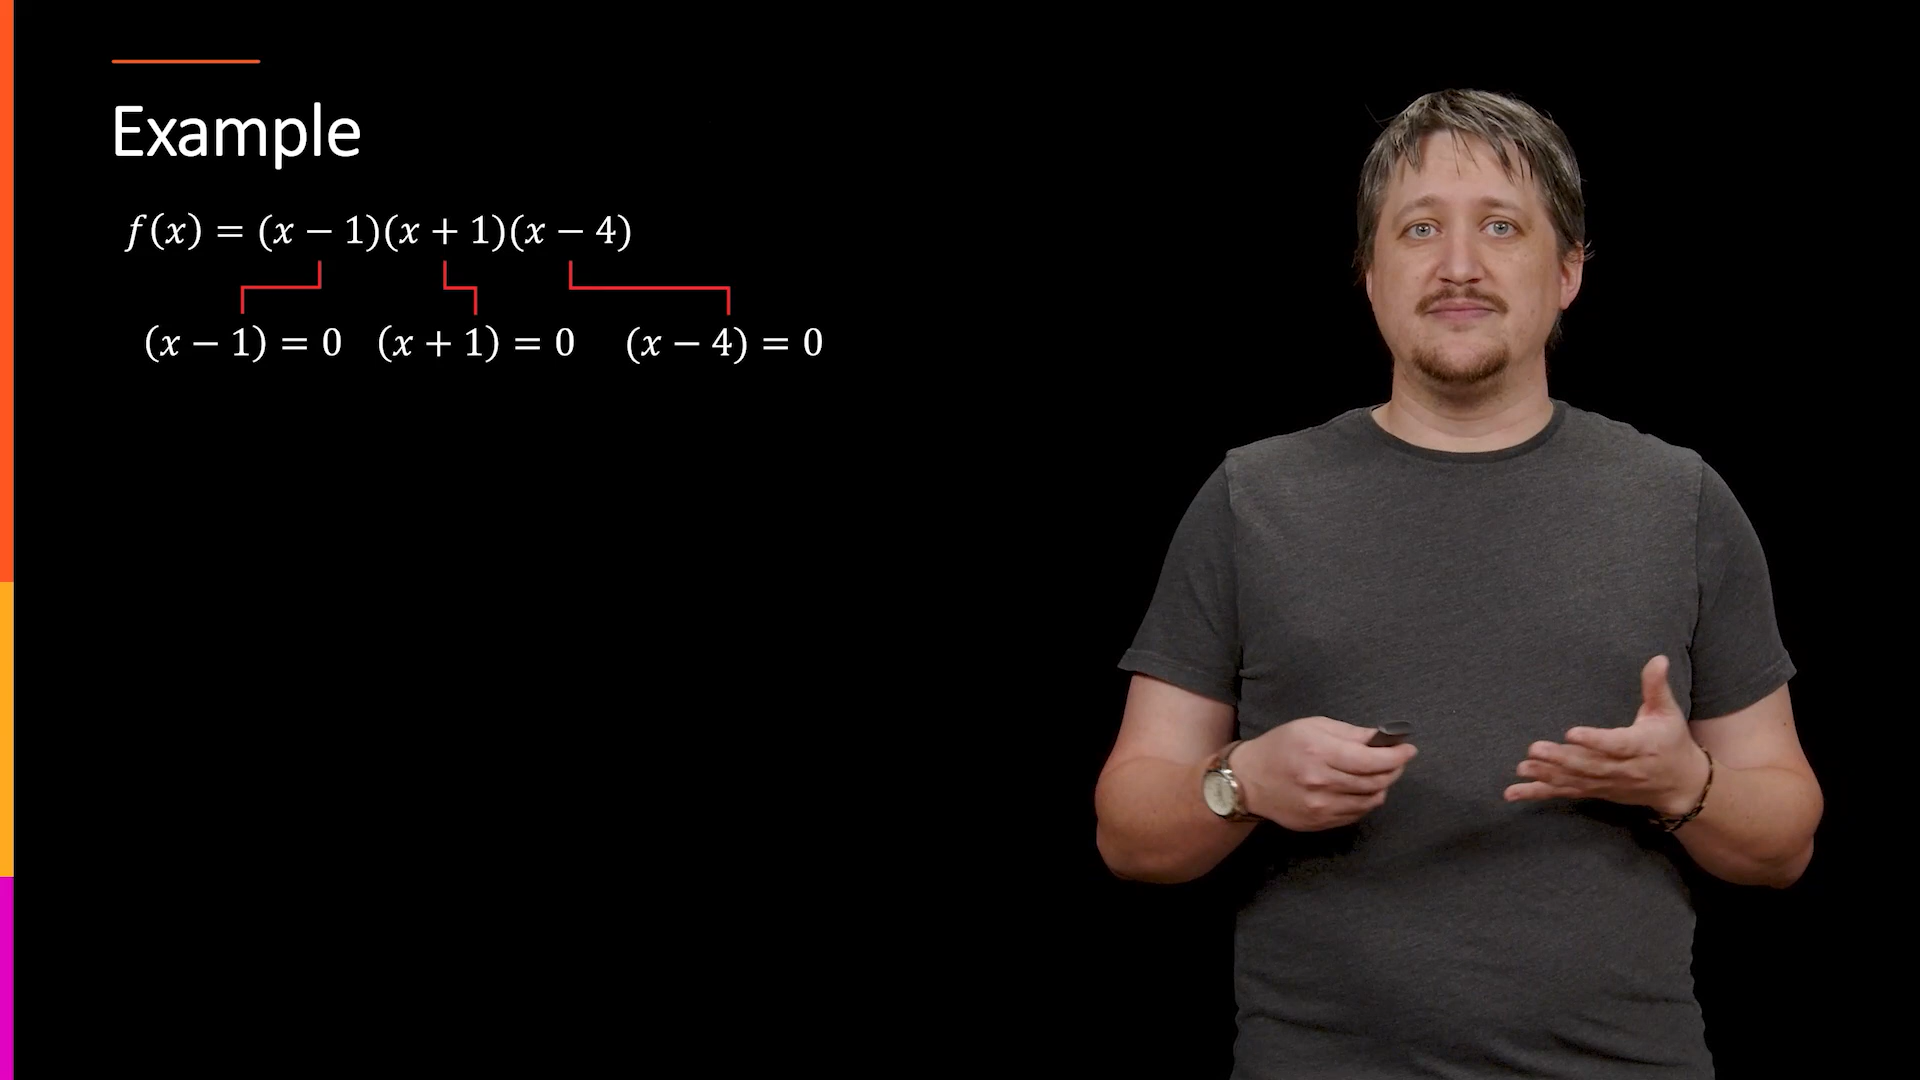 Example
f(x) = (x − 1)(x + 1)(x − 4)
(x − 1) = 0 (x + 1) = 0 (x − 4) = 0